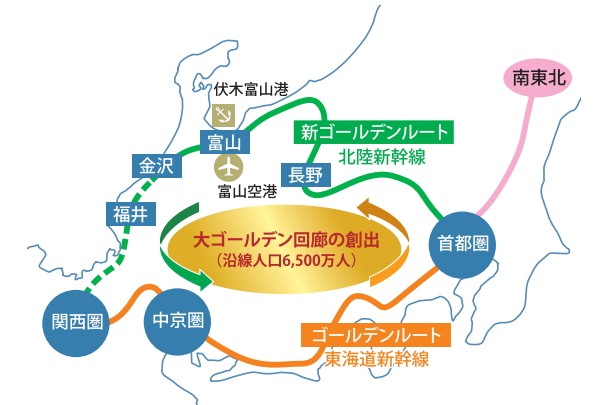 南東北
伏木富山港
新ゴールデンルート
北陸新幹線
富山
金沢
長野
富山空港
福井
大ゴールデン回廊の創出
（沿線人口6,500万人）
首都圏
関西圏
中京圏
ゴールデンルート
東海道新幹線